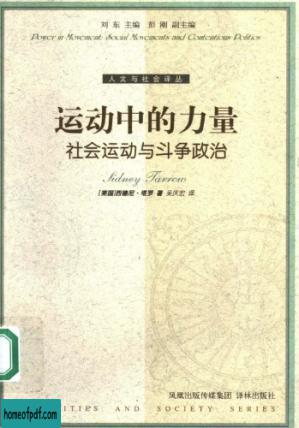 刘东 主编 彭刚 副主编
Power in Movement: Social Movements and Contentious Politics
人文与社会译丛
运动中的力量
社会运动与斗争政治
Sidney Tarrow
[美国]西德尼·塔罗 著 吴庆宏 译
凤凰出版传媒集团 译林出版社
ITIES AND SOCIETY SERIES
homeofpdf.com